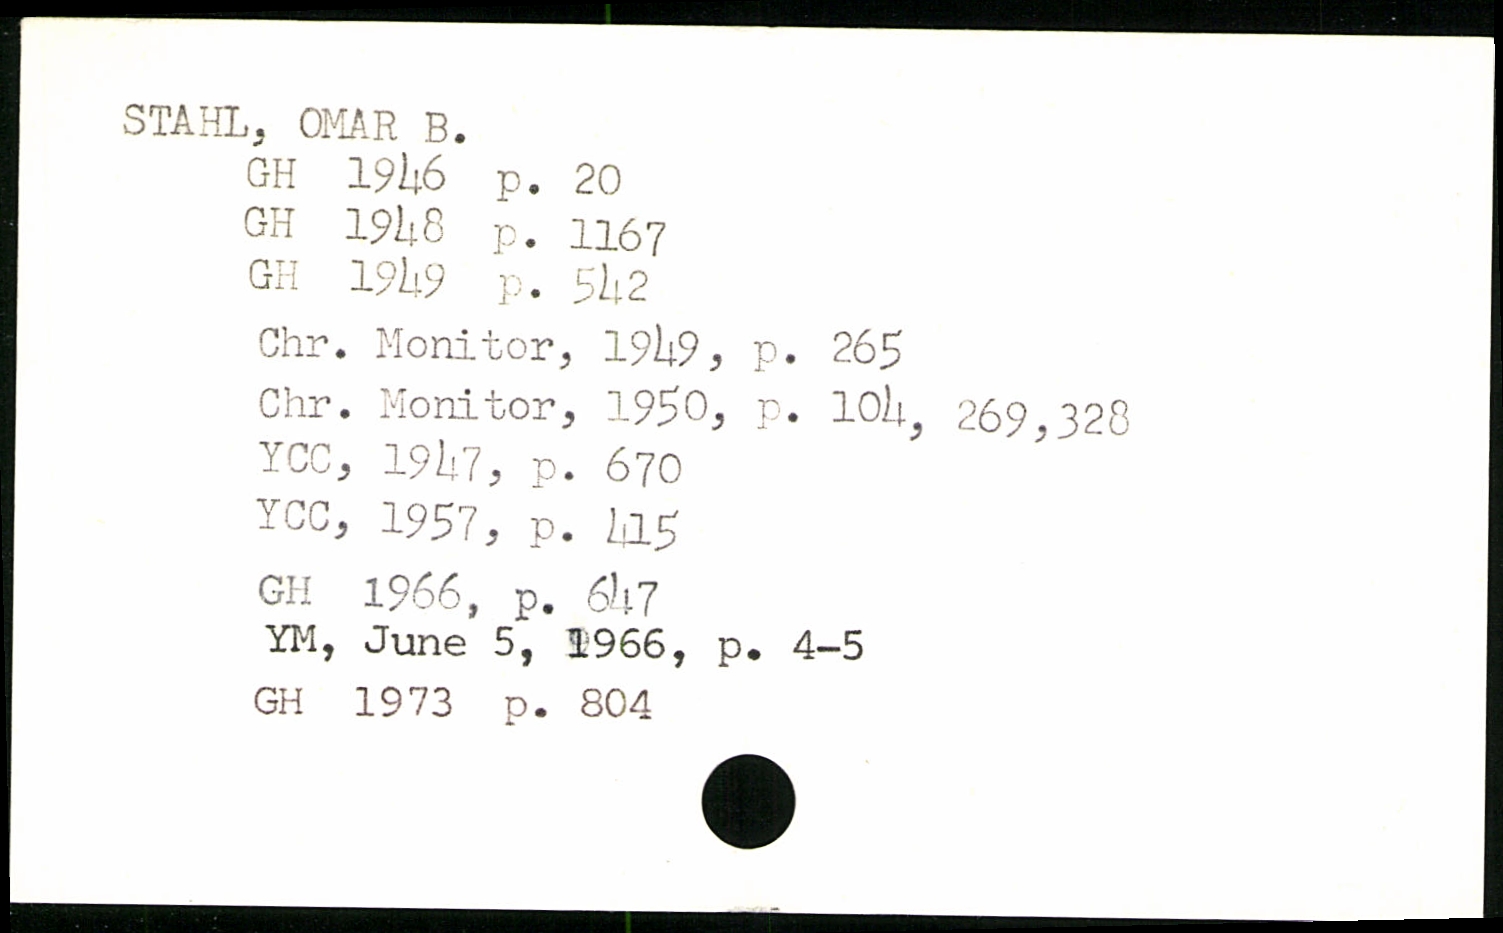 STAHL, OMAR B.
GH 1946 p. 20
GH 1948 p. 1167
GH 1949 p. 542
Chr. Monitor, 1949, p. 265
Chr. Monitor, 1950, p. 104, 269,328
YCC, 1947, p. 670
YCC, 1957, p. 415
GH 1966, p. 647
YM, June 5, 1966, p. 4-5
GH 1973 p. 804